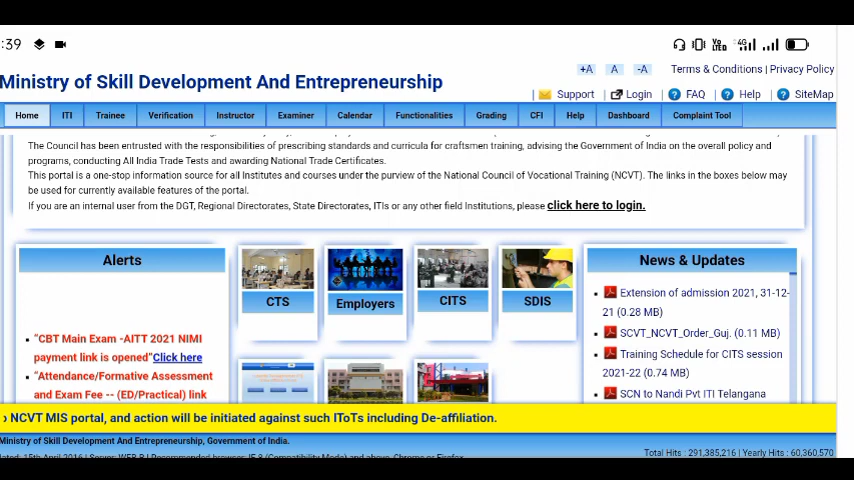 :39
4G
+A A -A Terms & Conditions | Privacy Policy
Ministry of Skill Development And Entrepreneurship
Support | Login | FAQ | Help | SiteMap
Home ITI Trainee Verification Instructor Examiner Calendar Functionalities Grading CFI Help Dashboard Complaint Tool
The Council has been entrusted with the responsibilities of prescribing standards and curricula for craftsmen training, advising the Government of India on the overall policy and
programs, conducting All India Trade Tests and awarding National Trade Certificates.
This portal is a one-stop information source for all Institutes and courses under the purview of the National Council of Vocational Training (NCVT). The links in the boxes below may
be used for currently available features of the portal.
If you are an internal user from the DGT, Regional Directorates, State Directorates, ITIs or any other field Institutions, please click here to login.
Alerts
“CBT Main Exam -AITT 2021 NIMI
payment link is opened”Click here
“Attendance/Formative Assessment
and Exam Fee -- (ED/Practical) link
CTS
Employers
CITS
SDIS
News & Updates
Extension of admission 2021, 31-12-
21 (0.28 MB)
SCVT_NCVT_Order_Guj. (0.11 MB)
Training Schedule for CITS session
2021-22 (0.74 MB)
SCN to Nandi Pvt ITI Telangana
› NCVT MIS portal, and action will be initiated against such IToTs including De-affiliation.
Ministry of Skill Development And Entrepreneurship, Government of India.
Total Hits : 291,385,216 | Yearly Hits : 60,360,570